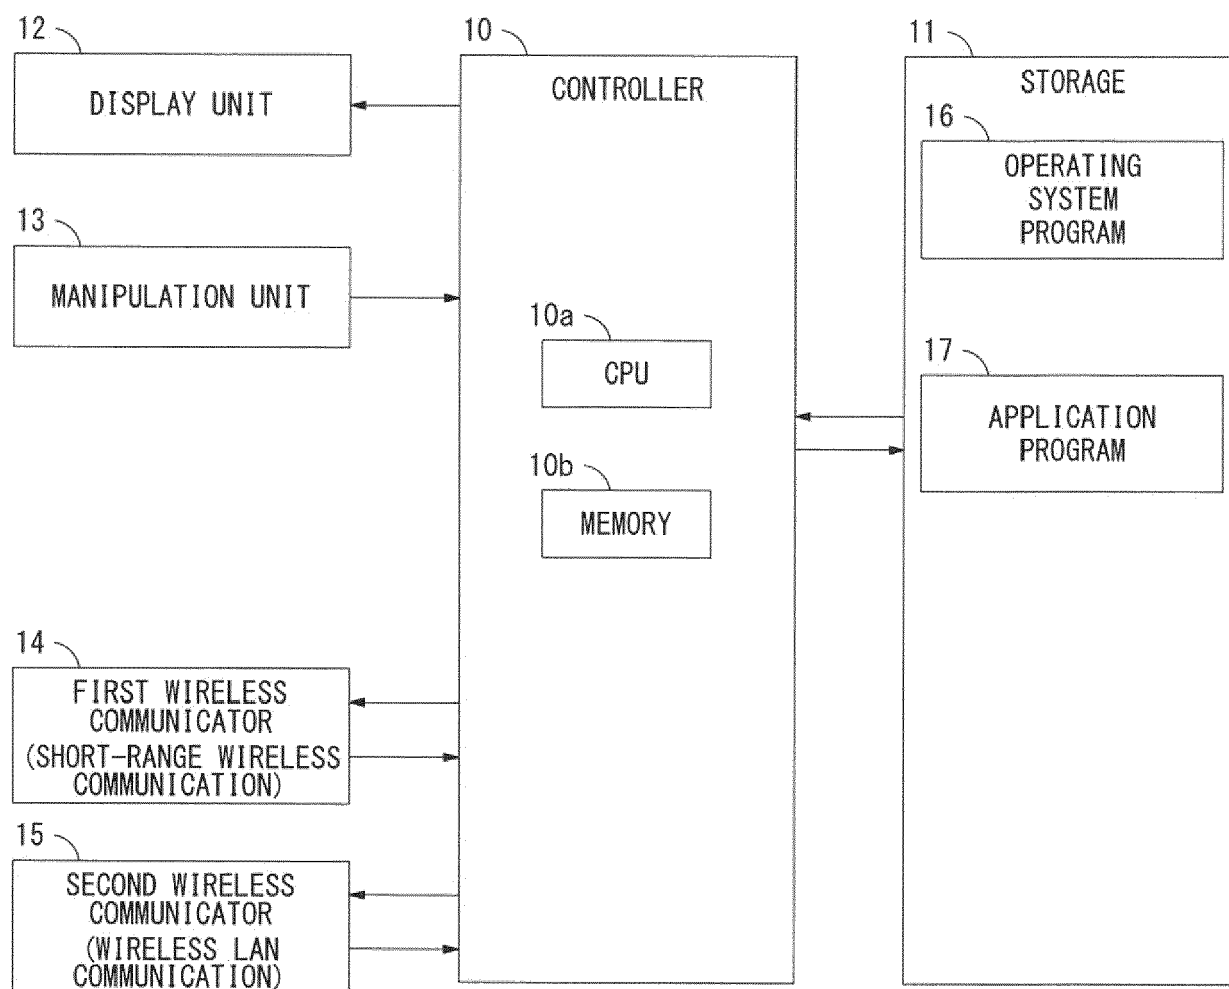 12
DISPLAY UNIT
13
MANIPULATION UNIT
14
FIRST WIRELESS
COMMUNICATOR
(SHORT-RANGE WIRELESS
COMMUNICATION)
15
SECOND WIRELESS
COMMUNICATOR
(WIRELESS LAN
COMMUNICATION)
10
CONTROLLER
10a
CPU
10b
MEMORY
11
STORAGE
16
OPERATING
SYSTEM
PROGRAM
17
APPLICATION
PROGRAM